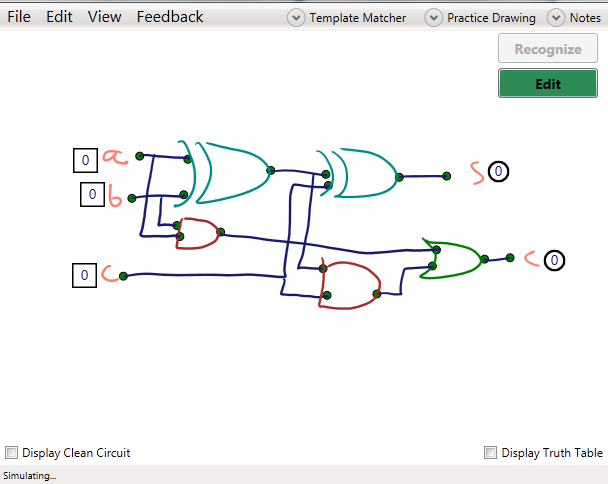 File Edit View Feedback Template Matcher Practice Drawing Notes
Recognize
Edit
0 a
0 b
s 0
0 c
c 0
Display Clean Circuit Display Truth Table
Simulating...